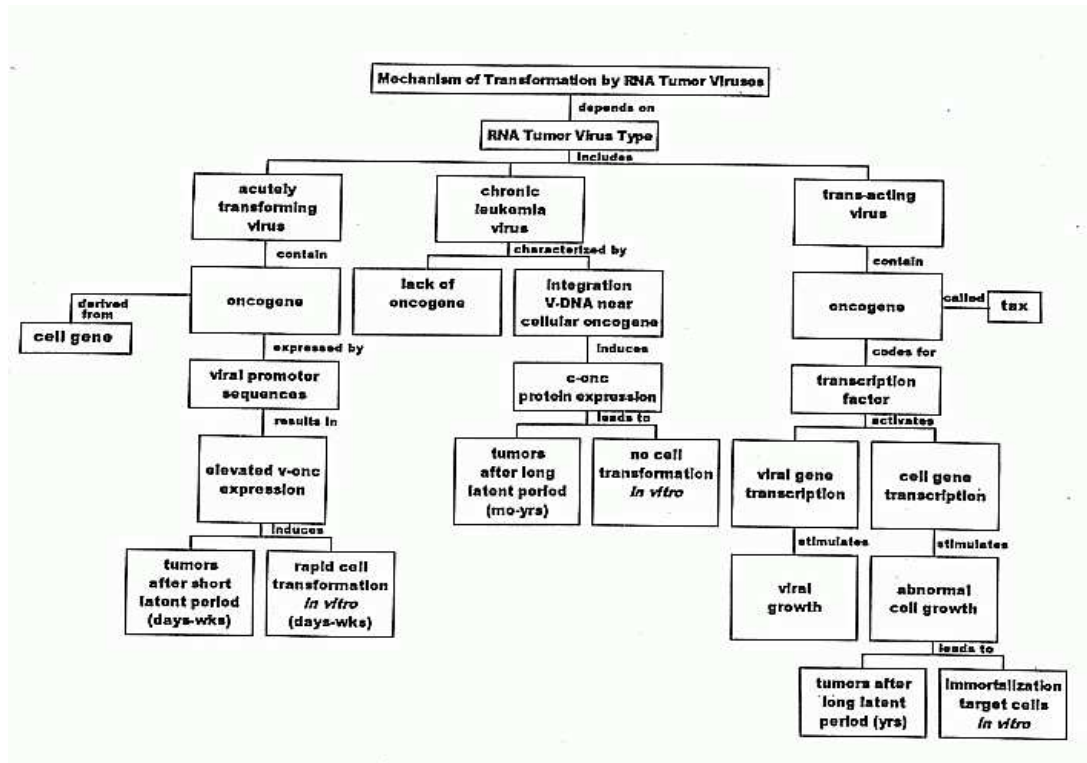 Mechanism of Transformation by RNA Tumor Viruses
depends on
RNA Tumor Virus Type
includes
acutely
transforming
virus
contain
oncogene
derived
from
cell gene
expressed by
viral promotor
sequences
results in
elevated v-onc
expression
induces
tumors
after short
latent period
(days-wks)
rapid cell
transformation
in vitro
(days-wks)
chronic
leukemia
virus
characterized by
lack of
oncogene
integration
V-DNA near
cellular oncogene
induces
c-onc
protein expression
leads to
tumors
after long
latent period
(mo-yrs)
no cell
transformation
in vitro
trans-acting
virus
contain
oncogene
called
tax
codes for
transcription
factor
activates
viral gene
transcription
stimulates
viral
growth
cell gene
transcription
stimulates
abnormal
cell growth
leads to
tumors after
long latent
period (yrs)
immortalization
target cells
in vitro